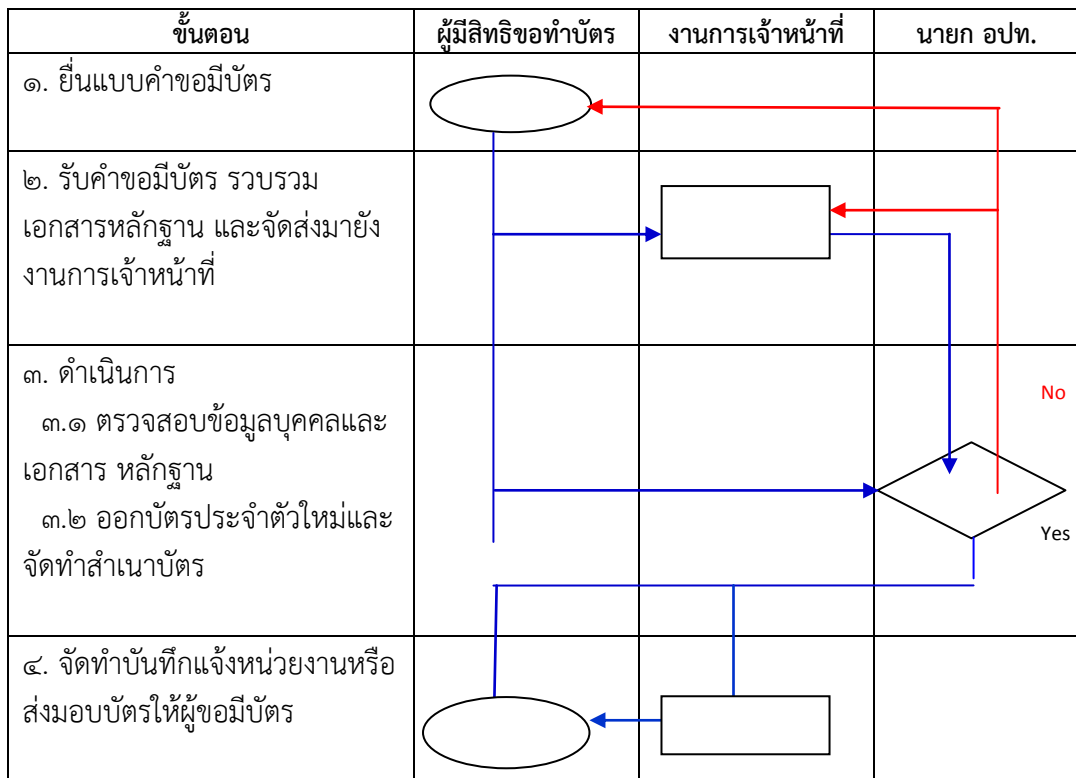 ขั้นตอน ผู้มีสิทธิขอทำบัตร งานการเจ้าหน้าที่ นายก อปท.
๑. ยื่นแบบคำขอมีบัตร
๒. รับคำขอมีบัตร รวบรวม
เอกสารหลักฐาน และจัดส่งมายัง
งานการเจ้าหน้าที่
๓. ดำเนินการ
๓.๑ ตรวจสอบข้อมูลบุคคลและ
เอกสาร หลักฐาน
๓.๒ ออกบัตรประจำตัวใหม่และ
จัดทำสำเนาบัตร
No
Yes
๔. จัดทำบันทึกแจ้งหน่วยงานหรือ
ส่งมอบบัตรให้ผู้ขอมีบัตร